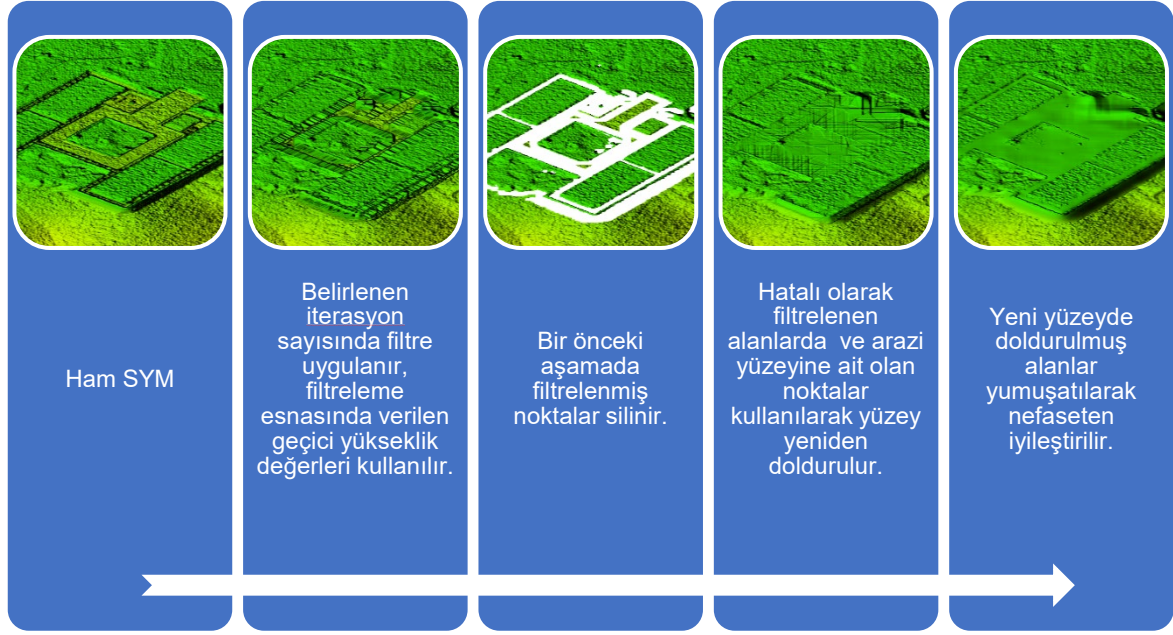 Ham SYM
Belirlenen
iterasyon
sayısında filtre
uygulanır,
filtreleme
esnasında verilen
geçici yükseklik
değerleri kullanılır.
Bir önceki
aşamada
filtrelenmiş
noktalar silinir.
Hatalı olarak
filtrelenen
alanlarda ve arazi
yüzeyine ait olan
noktalar
kullanılarak yüzey
yeniden
doldurulur.
Yeni yüzeyde
doldurulmuş
alanlar
yumuşatılarak
nefaseten
iyileştirilir.